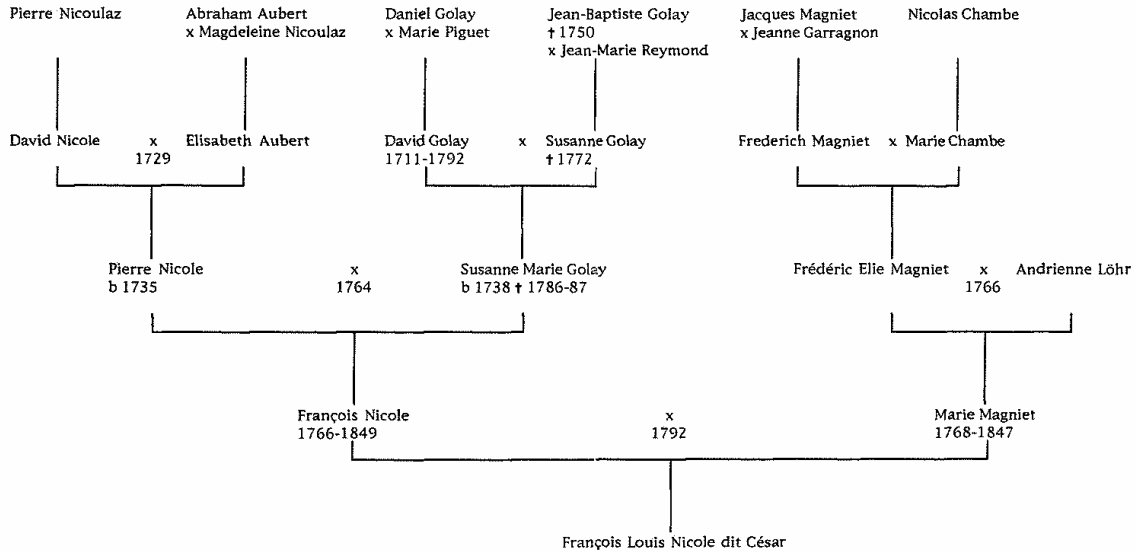 Pierre Nicoulaz
Abraham Aubert
x Magdeleine Nicoulaz
Daniel Golay
x Marie Piguet
Jean-Baptiste Golay
† 1750
x Jean-Marie Reymond
Jacques Magniet
x Jeanne Garragnon
Nicolas Chambe
David Nicole
x
1729
Elisabeth Aubert
David Golay
1711-1792
x
Susanne Golay
† 1772
Frederich Magniet
x
Marie Chambe
Pierre Nicole
b 1735
x
1764
Susanne Marie Golay
b 1738 † 1786-87
Frédéric Elie Magniet
x
1766
Andrienne Löhr
François Nicole
1766-1849
x
1792
Marie Magniet
1768-1847
François Louis Nicole dit César